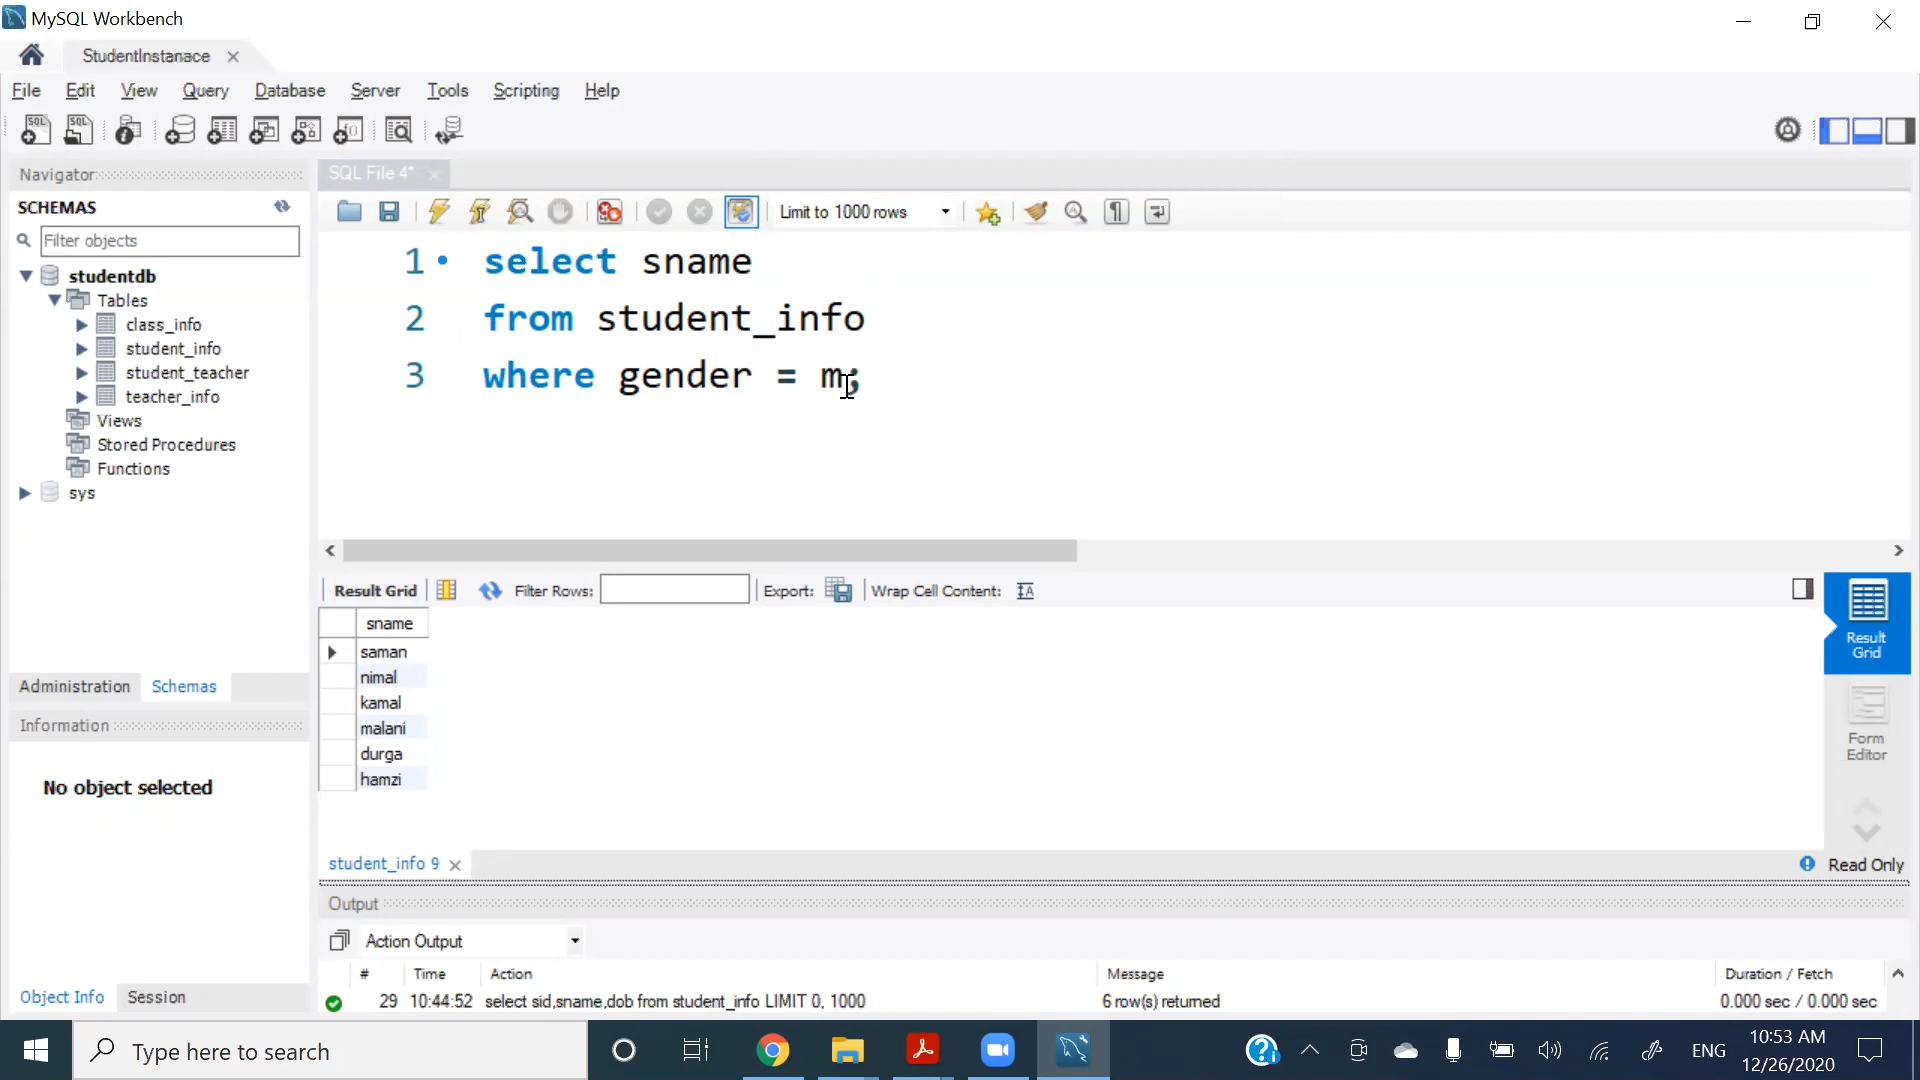 MySQL Workbench
StudentInstanace
File Edit View Query Database Server Tools Scripting Help
Navigator
SCHEMAS
Filter objects
studentdb
Tables
class_info
student_info
student_teacher
teacher_info
Views
Stored Procedures
Functions
sys
Administration Schemas
Information
No object selected
Object Info Session
SQL File 4*
Limit to 1000 rows
1 select sname
2 from student_info
3 where gender = m;
Result Grid Filter Rows: Export: Wrap Cell Content:
sname
saman
nimal
kamal
malani
durga
hamzi
Result
Grid
Form
Editor
student_info 9
Read Only
Output
Action Output
# Time Action Message Duration / Fetch
29 10:44:52 select sid,sname,dob from student_info LIMIT 0, 1000 6 row(s) returned 0.000 sec / 0.000 sec
Type here to search
ENG
10:53 AM
12/26/2020